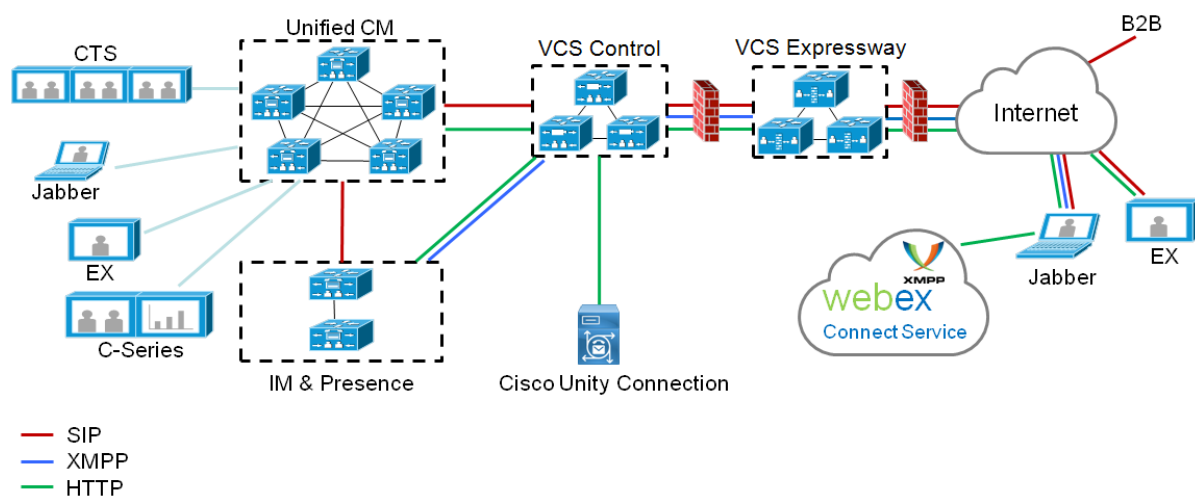 Unified CM
CTS
VCS Control
VCS Expressway
B2B
Internet
Jabber
EX
C-Series
IM & Presence
Cisco Unity Connection
XMPP
webex
Connect Service
Jabber
EX
SIP
XMPP
HTTP